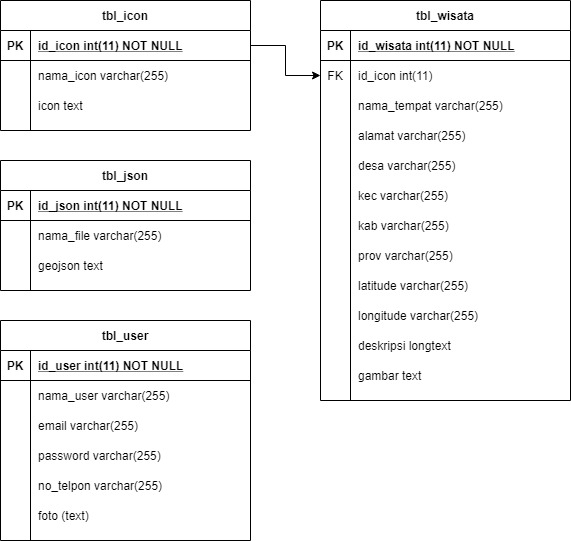 tbl_icon
PK id_icon int(11) NOT NULL
nama_icon varchar(255)
icon text
tbl_json
PK id_json int(11) NOT NULL
nama_file varchar(255)
geojson text
tbl_user
PK id_user int(11) NOT NULL
nama_user varchar(255)
email varchar(255)
password varchar(255)
no_telpon varchar(255)
foto (text)
tbl_wisata
PK id_wisata int(11) NOT NULL
FK id_icon int(11)
nama_tempat varchar(255)
alamat varchar(255)
desa varchar(255)
kec varchar(255)
kab varchar(255)
prov varchar(255)
latitude varchar(255)
longitude varchar(255)
deskripsi longtext
gambar text